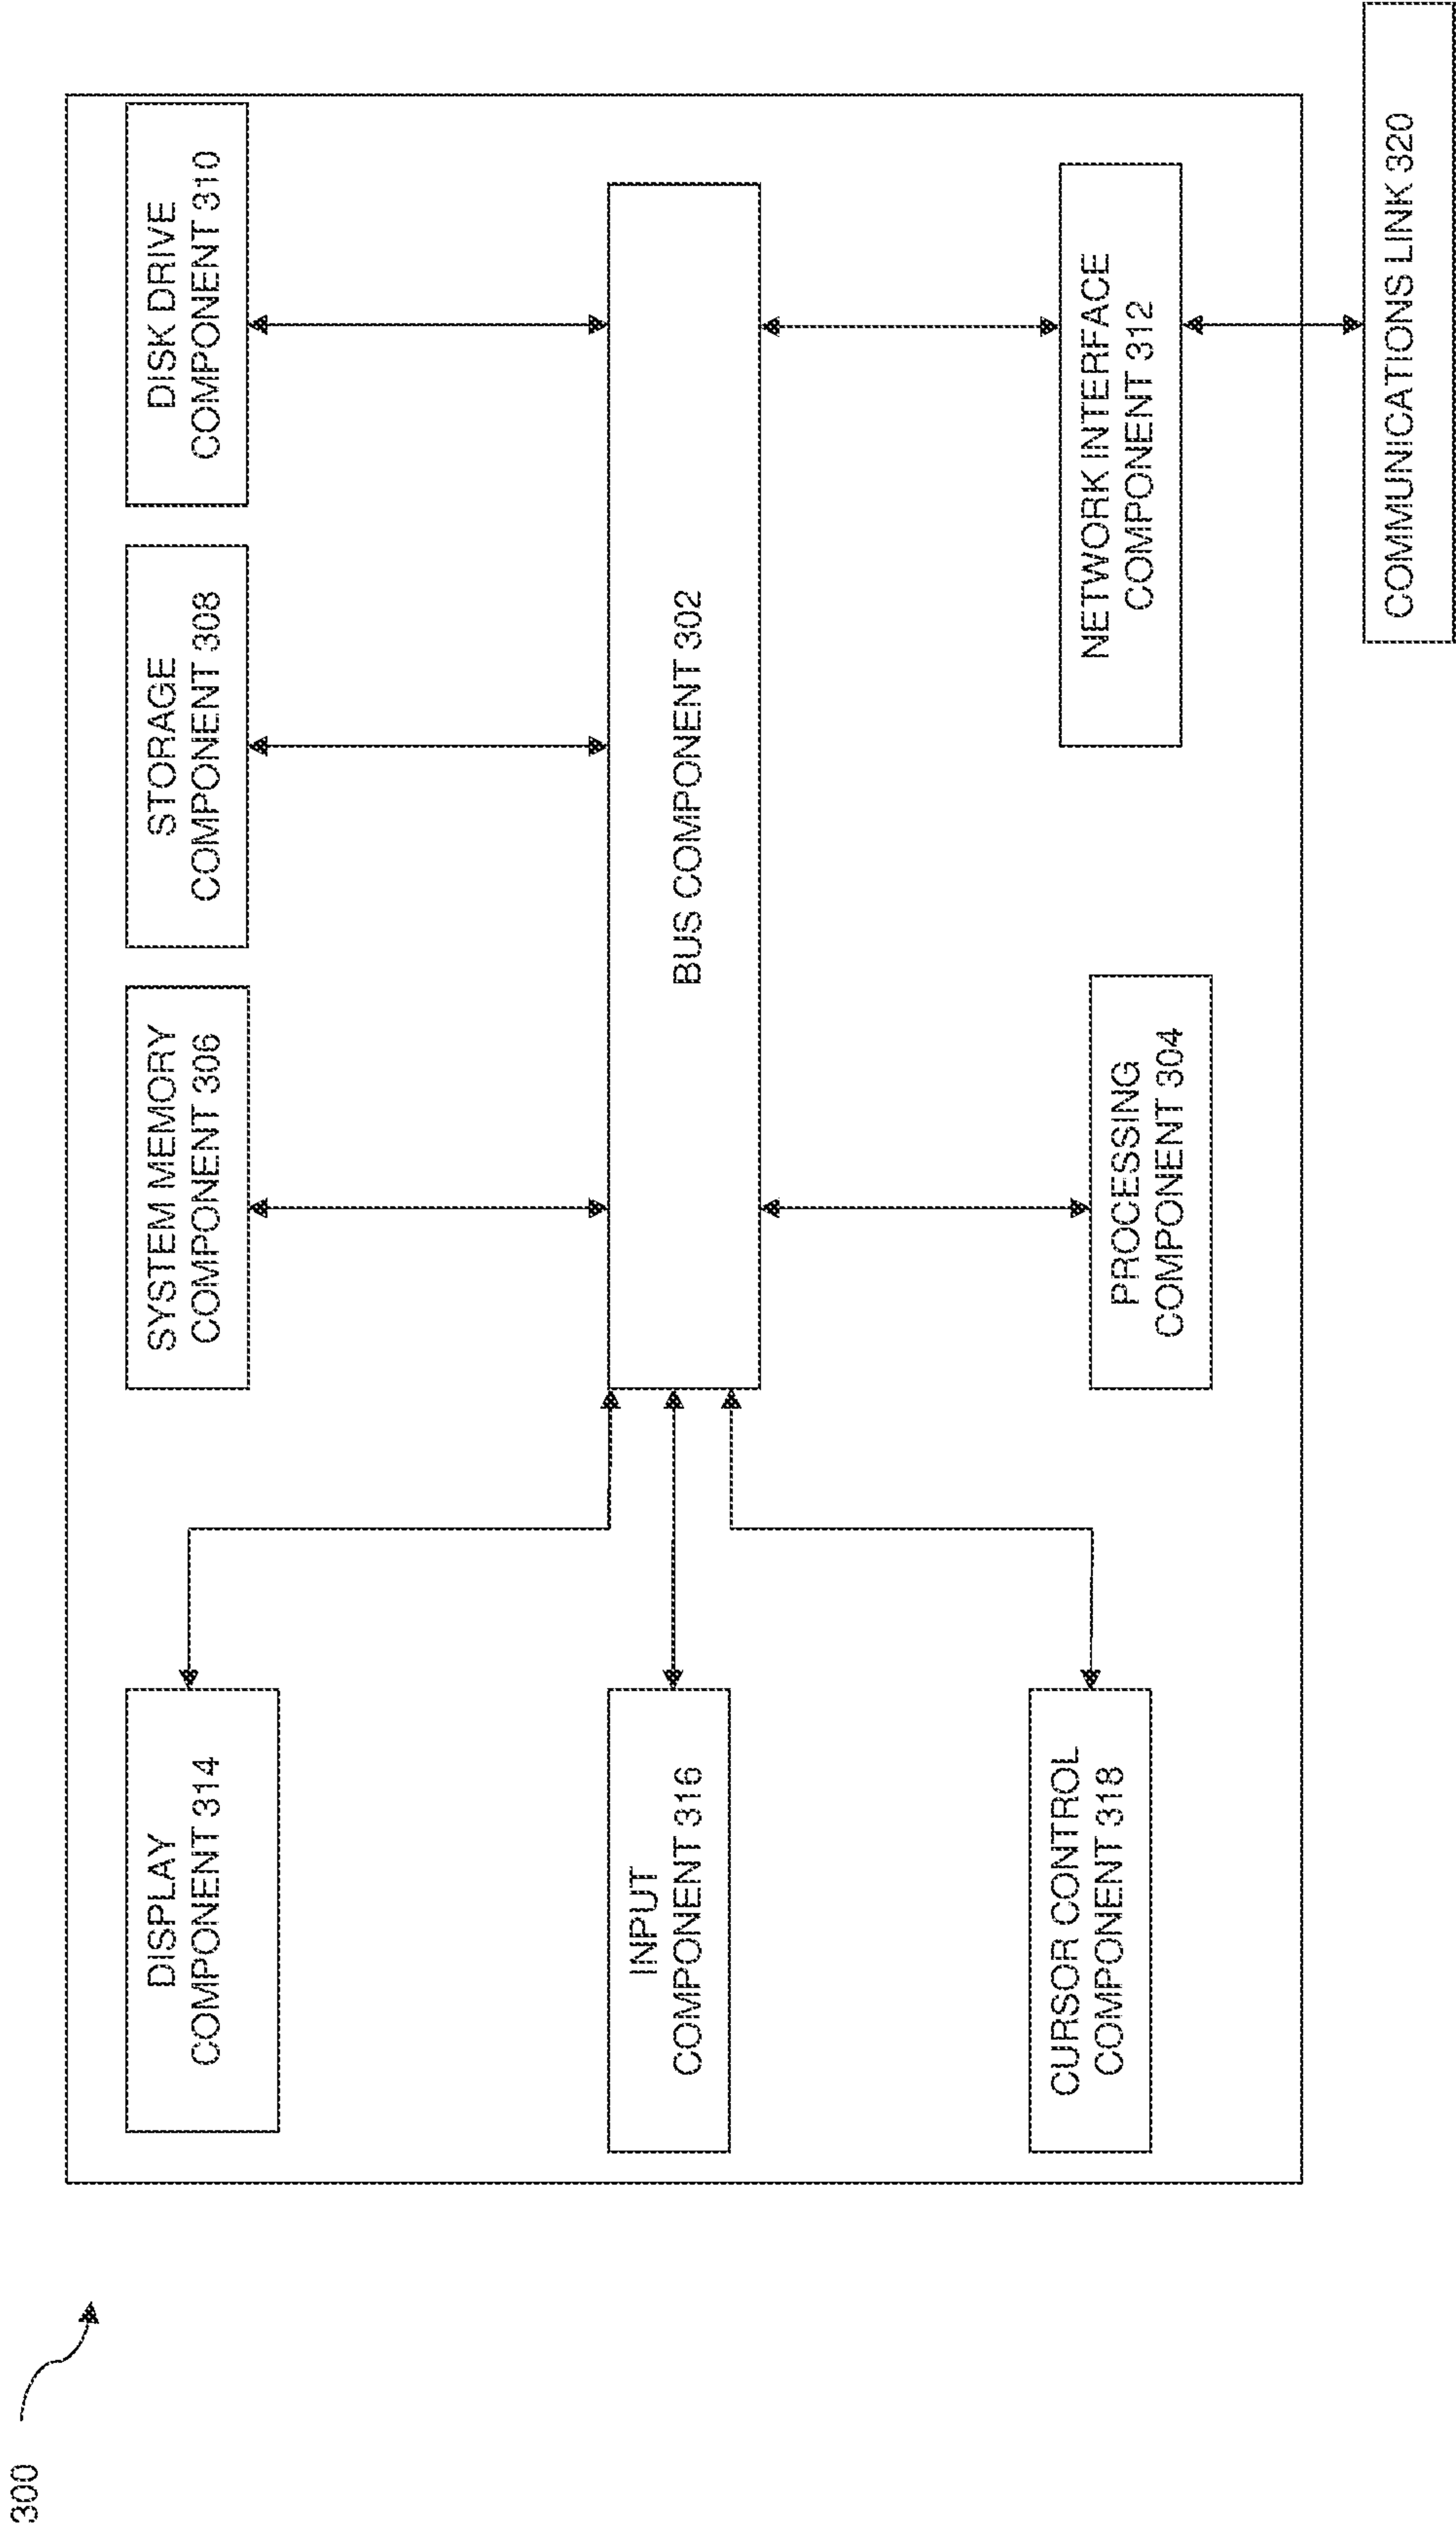 300
DISPLAY
COMPONENT 314
SYSTEM MEMORY
COMPONENT 306
STORAGE
COMPONENT 308
DISK DRIVE
COMPONENT 310
INPUT
COMPONENT 316
BUS COMPONENT 302
CURSOR CONTROL
COMPONENT 318
PROCESSING
COMPONENT 304
NETWORK INTERFACE
COMPONENT 312
COMMUNICATIONS LINK 320